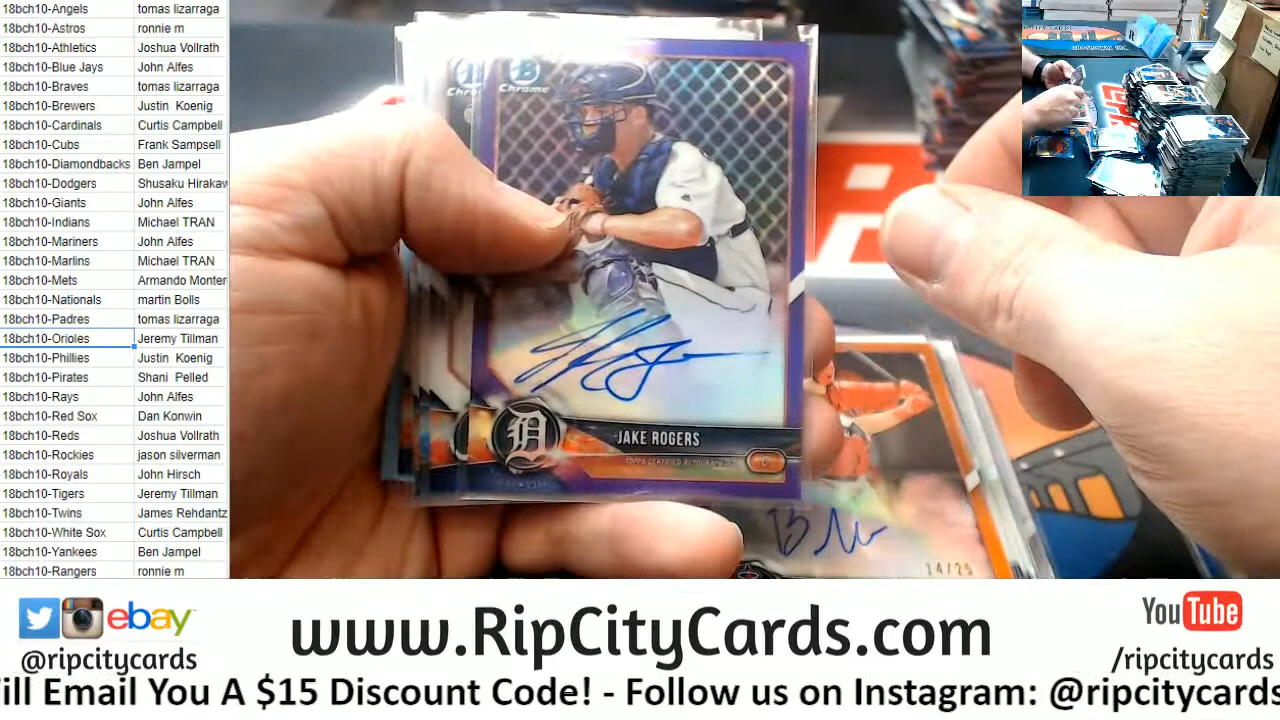 18bch10-Angels tomas lizarraga
18bch10-Astros ronnie m
18bch10-Athletics Joshua Vollrath
18bch10-Blue Jays John Alfes
18bch10-Braves tomas lizarraga
18bch10-Brewers Justin Koenig
18bch10-Cardinals Curtis Campbell
18bch10-Cubs Frank Sampsell
18bch10-Diamondbacks Ben Jampel
18bch10-Dodgers Shusaku Hirakaw
18bch10-Giants John Alfes
18bch10-Indians Michael TRAN
18bch10-Mariners John Alfes
18bch10-Marlins Michael TRAN
18bch10-Mets Armando Monter
18bch10-Nationals martin Bolls
18bch10-Padres tomas lizarraga
18bch10-Orioles Jeremy Tillman
18bch10-Phillies Justin Koenig
18bch10-Pirates Shani Pelled
18bch10-Rays John Alfes
18bch10-Red Sox Dan Konwin
18bch10-Reds Joshua Vollrath
18bch10-Rockies jason silverman
18bch10-Royals John Hirsch
18bch10-Tigers Jeremy Tillman
18bch10-Twins James Rehdantz
18bch10-White Sox Curtis Campbell
18bch10-Yankees Ben Jampel
18bch10-Rangers ronnie m
B
Chrome
D
JAKE ROGERS
TOPPS CERTIFIED AUTOGRAPH
C
14/25
ebay
@ripcitycards
www.RipCityCards.com
YouTube
/ripcitycards
ill Email You A $15 Discount Code! - Follow us on Instagram: @ripcitycards